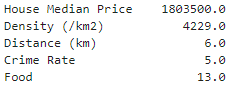 House Median Price 1803500.0
Density (/km2) 4229.0
Distance (km) 6.0
Crime Rate 5.0
Food 13.0